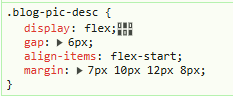 .blog-pic-desc {
display: flex;
gap: 6px;
align-items: flex-start;
margin: 7px 10px 12px 8px;
}